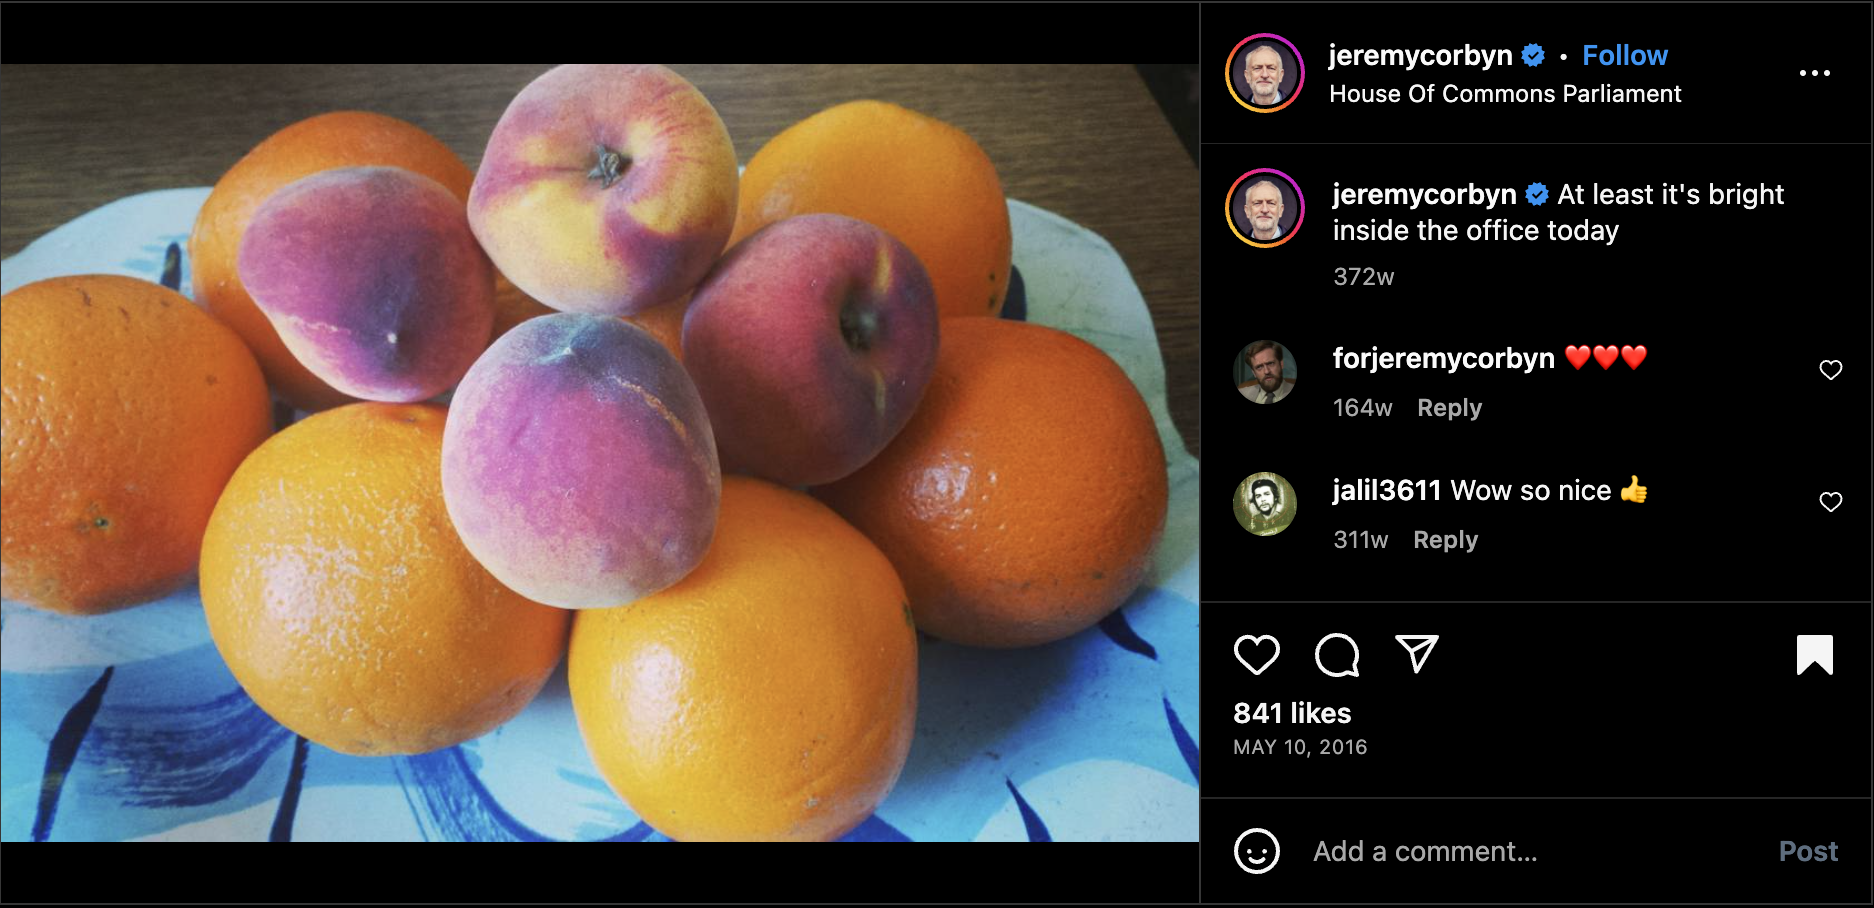 jeremycorbyn • Follow
House Of Commons Parliament
jeremycorbyn At least it's bright
inside the office today
372w
forjeremycorbyn ❤️❤️❤️
164w Reply
jalil3611 Wow so nice 👍
311w Reply
841 likes
MAY 10, 2016
Add a comment...
Post